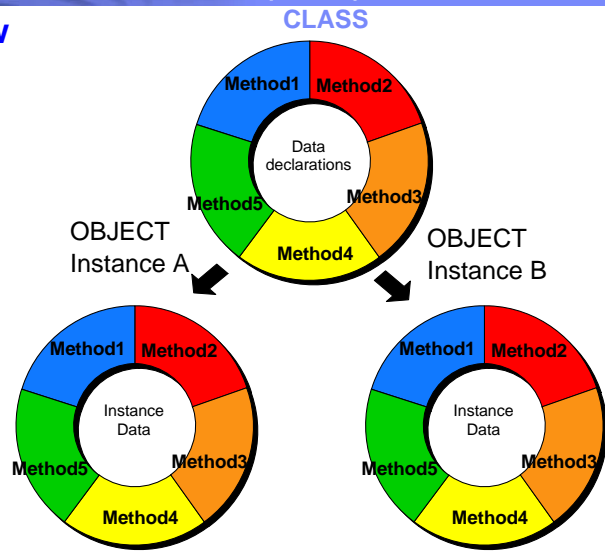 CLASS
Method1
Method2
Data
declarations
Method3
Method5
Method4
OBJECT
Instance A
OBJECT
Instance B
Method1
Method2
Instance
Data
Method3
Method5
Method4
Method1
Method2
Instance
Data
Method3
Method5
Method4